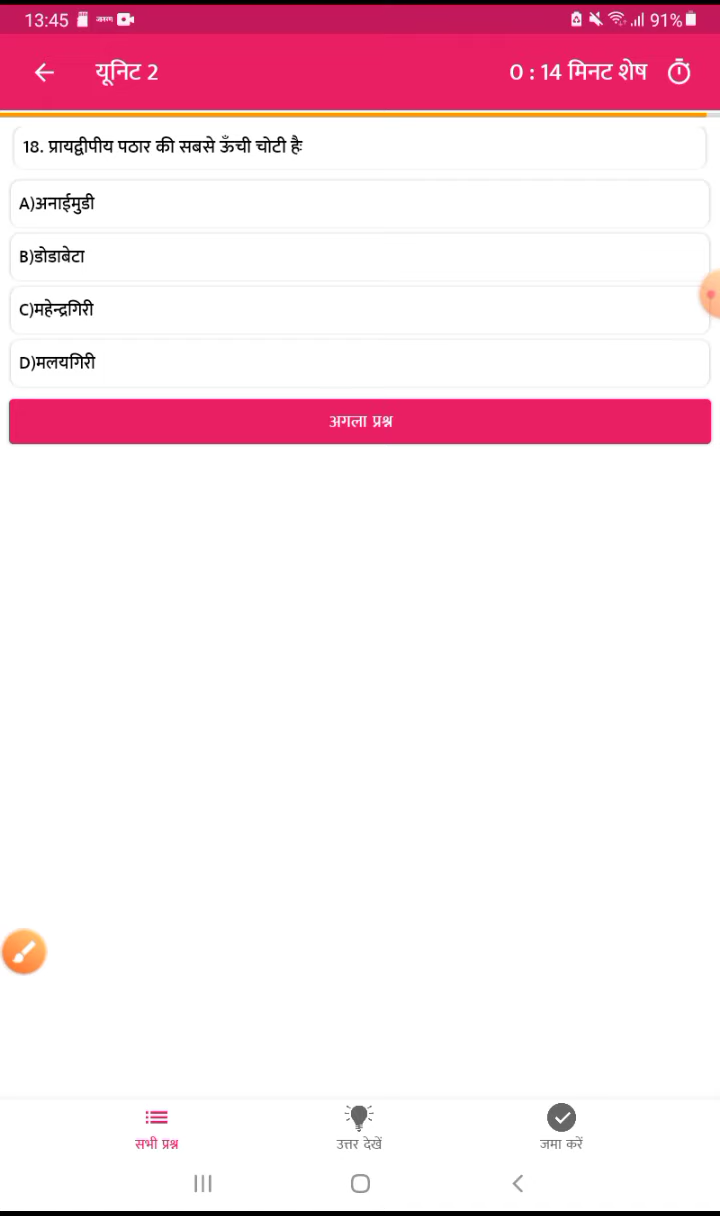 13:45 91%
यूनिट 2 0 : 14 मिनट शेष
18. प्रायद्वीपीय पठार की सबसे ऊँची चोटी हैः
A)अनाईमुडी
B)डोडाबेटा
C)महेन्द्रगिरी
D)मलयगिरी
अगला प्रश्न
सभी प्रश्न उत्तर देखें जमा करें